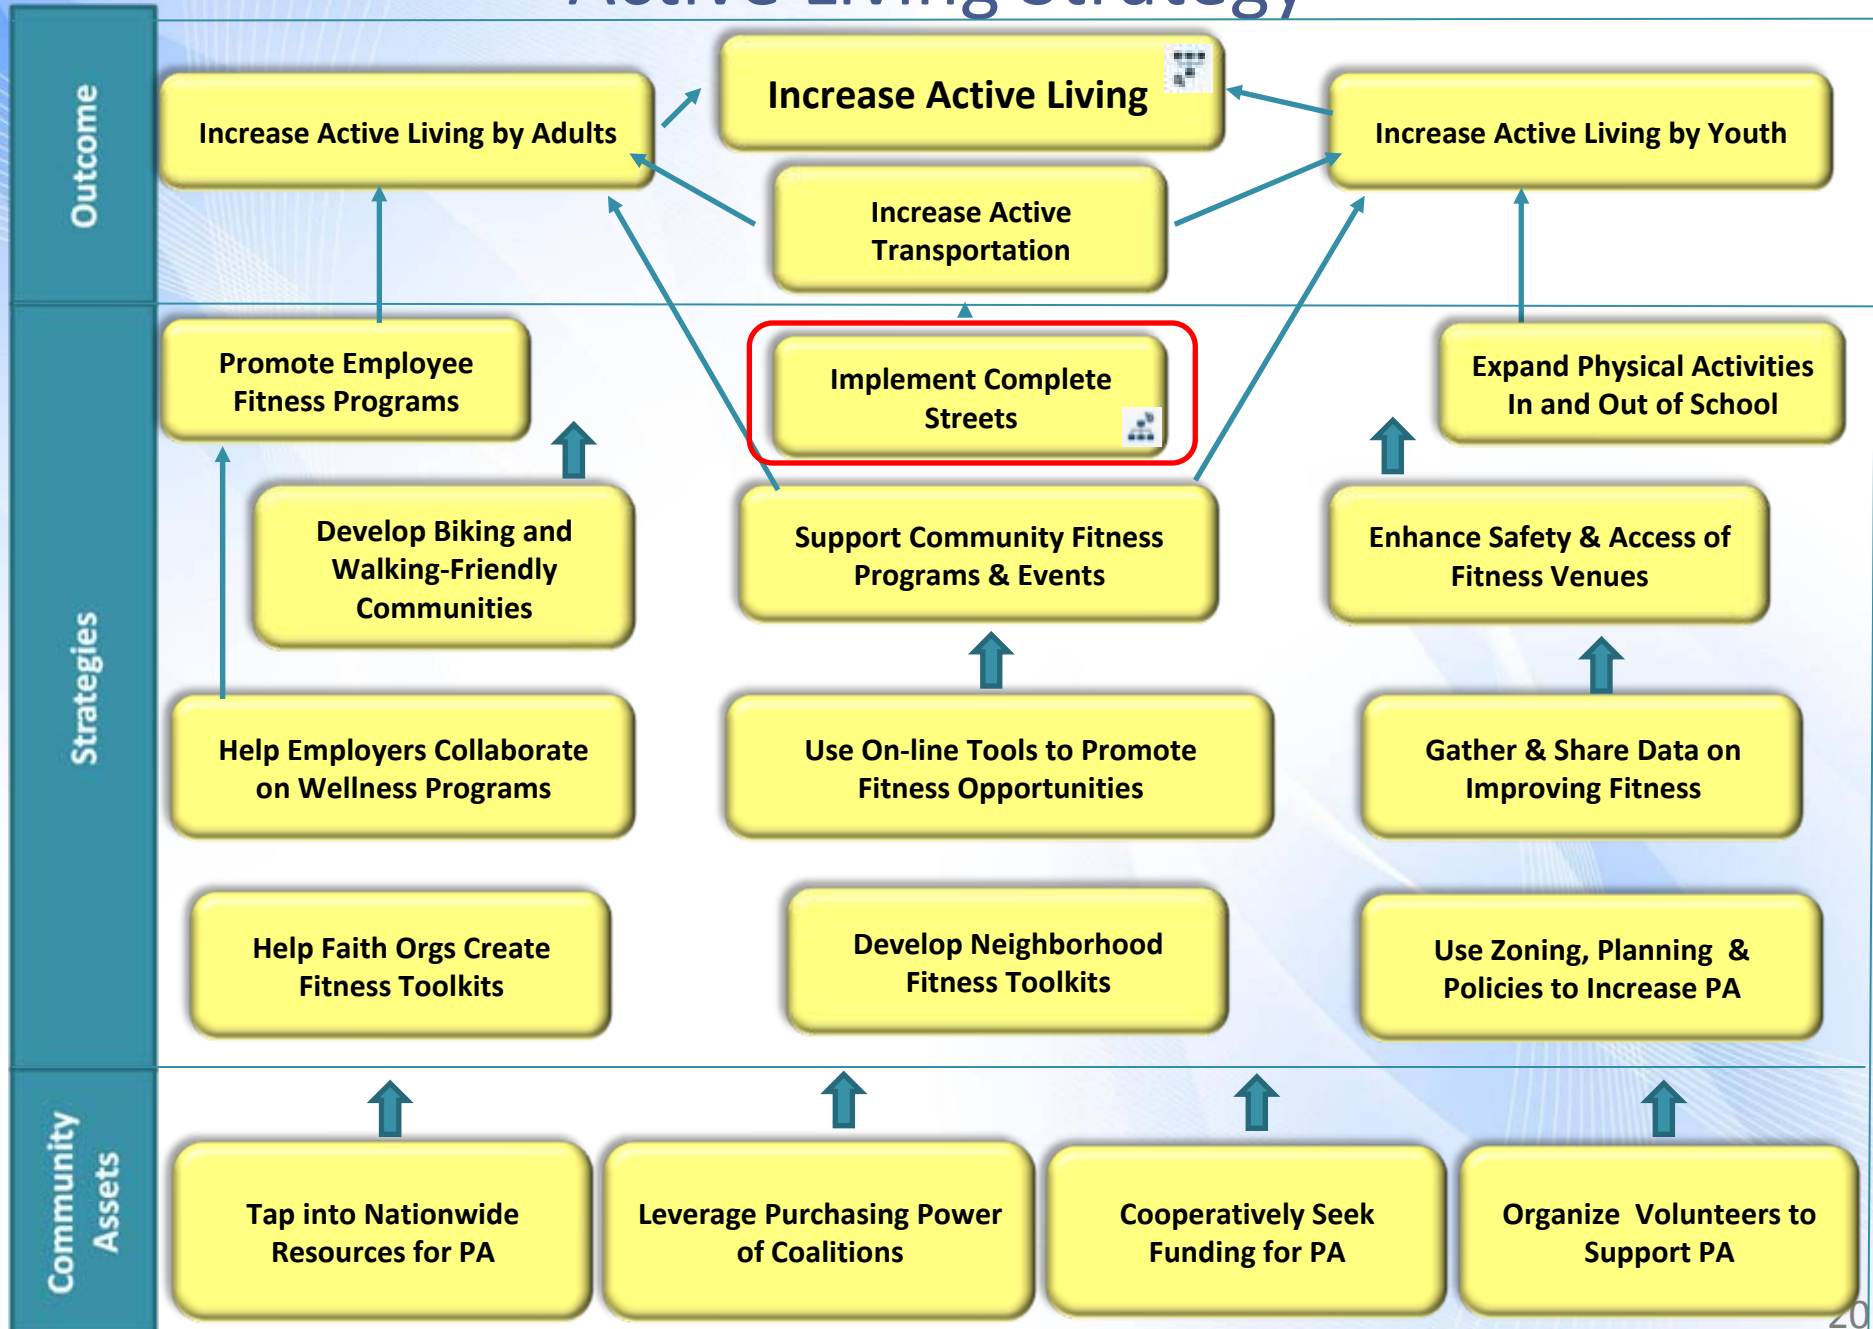 Active Living Strategy
Outcome
Increase Active Living
Increase Active Living by Adults
Increase Active Living by Youth
Increase Active
Transportation
Strategies
Promote Employee
Fitness Programs
Implement Complete
Streets
Expand Physical Activities
In and Out of School
Develop Biking and
Walking-Friendly
Communities
Support Community Fitness
Programs & Events
Enhance Safety & Access of
Fitness Venues
Help Employers Collaborate
on Wellness Programs
Use On-line Tools to Promote
Fitness Opportunities
Gather & Share Data on
Improving Fitness
Help Faith Orgs Create
Fitness Toolkits
Develop Neighborhood
Fitness Toolkits
Use Zoning, Planning &
Policies to Increase PA
Community
Assets
Tap into Nationwide
Resources for PA
Leverage Purchasing Power
of Coalitions
Cooperatively Seek
Funding for PA
Organize Volunteers to
Support PA
20